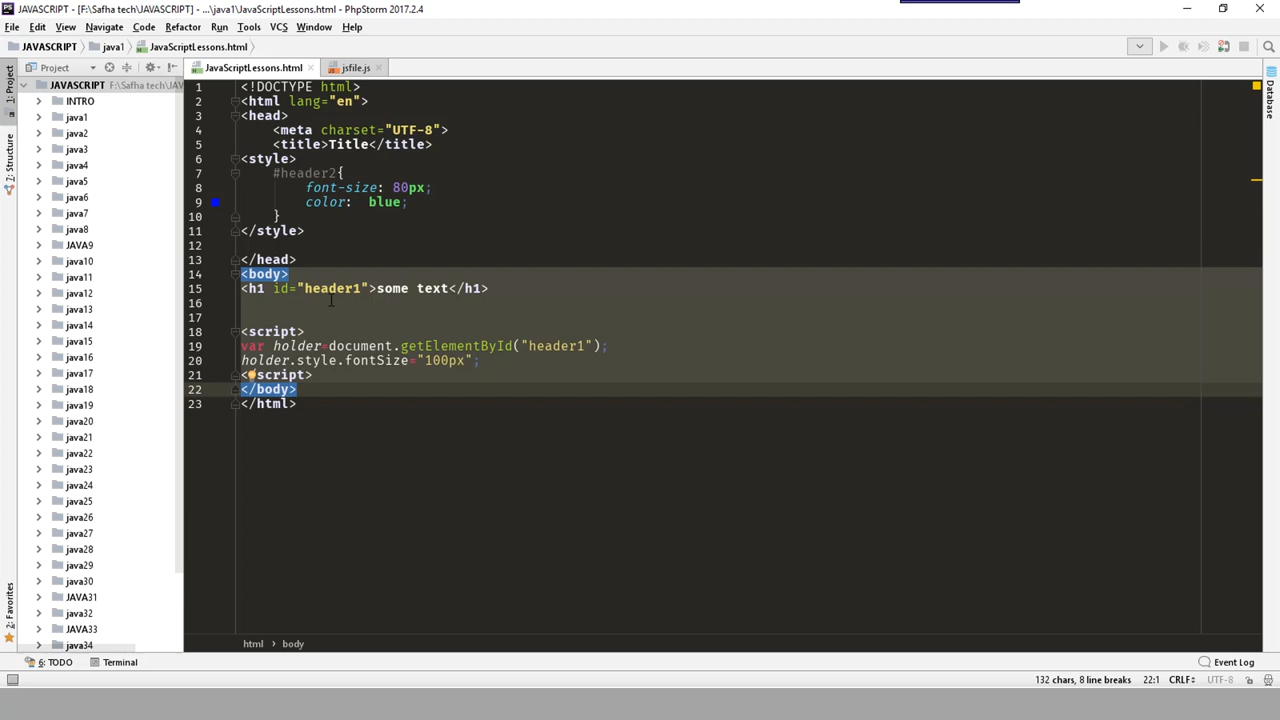 JAVASCRIPT - [F:\Safha tech\JAVASCRIPT] - ...\java1\JavaScriptLessons.html - PhpStorm 2017.2.4
File Edit View Navigate Code Refactor Run Tools VCS Window Help
JAVASCRIPT java1 JavaScriptLessons.html
Project JavaScriptLessons.html jsfile.js
1: Project
7: Structure
2: Favorites
Database
JAVASCRIPT F:\Safha tech\JAV
INTRO
java1
java2
java3
java4
java5
java6
java7
java8
JAVA9
java10
java11
java12
java13
java14
java15
java16
java17
java18
java19
java20
java21
java22
java23
java24
java25
java26
java27
java28
java29
java30
JAVA31
java32
JAVA33
java34
1 <!DOCTYPE html>
2 <html lang="en">
3 <head>
4 <meta charset="UTF-8">
5 <title>Title</title>
6 <style>
7 #header2{
8 font-size: 80px;
9 color: blue;
10 }
11 </style>
12
13 </head>
14 <body>
15 <h1 id="header1">some text</h1>
16
17
18 <script>
19 var holder=document.getElementById("header1");
20 holder.style.fontSize="100px";
21 < script>
22 </body>
23 </html>
html body
6: TODO Terminal Event Log
132 chars, 8 line breaks 22:1 CRLF UTF-8